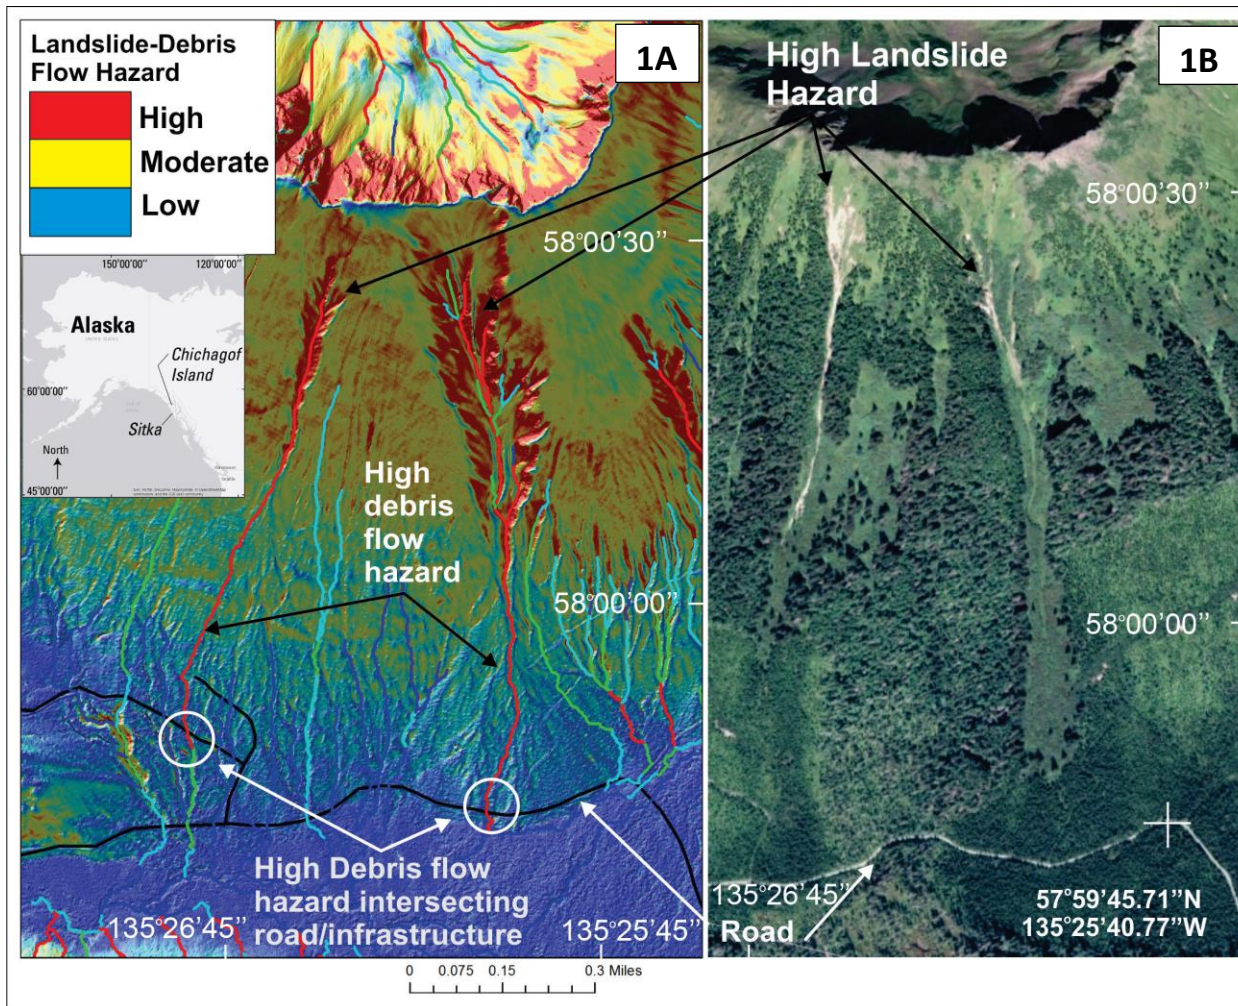 Landslide-Debris
Flow Hazard
High
Moderate
Low
1A
150°00'00"
120°00'00"
Alaska
Chichagof
Island
60°00'00"
Sitka
North
45°00'00"
58°00'30"
High
debris
flow
hazard
58°00'00"
High Debris flow
hazard intersecting
road/infrastructure
135°26'45"
135°25'45"
0 0.075 0.15 0.3 Miles
High Landslide
Hazard
1B
58°00'30"
58°00'00"
135°26'45"
Road
57°59'45.71"N
135°25'40.77"W